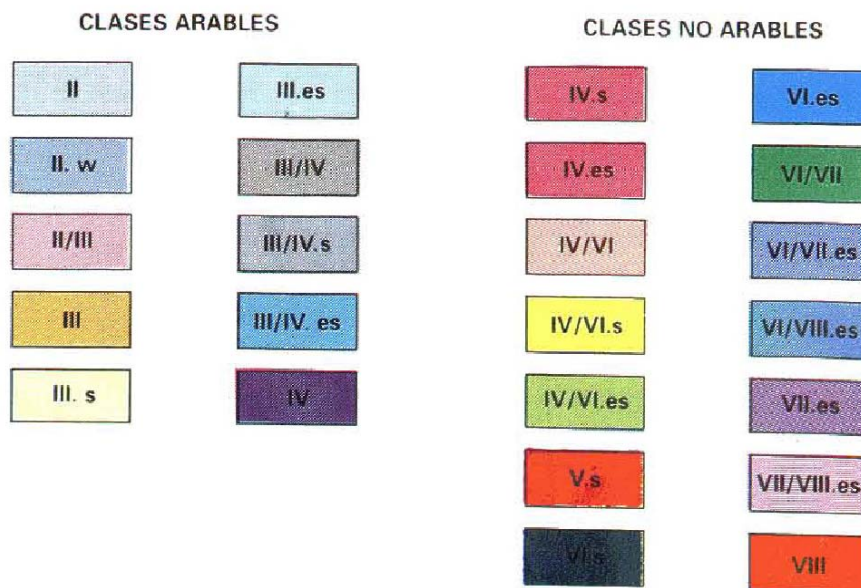 CLASES ARABLES
II
II. w
II/III
III
III. s
III.es
III/IV
III/IV.s
III/IV. es
IV
CLASES NO ARABLES
IV.s
IV.es
IV/VI
IV/VI.s
IV/VI.es
V.s
VI.s
VI.es
VI/VII
VI/VII.es
VI/VIII.es
VII.es
VII/VIII.es
VIII